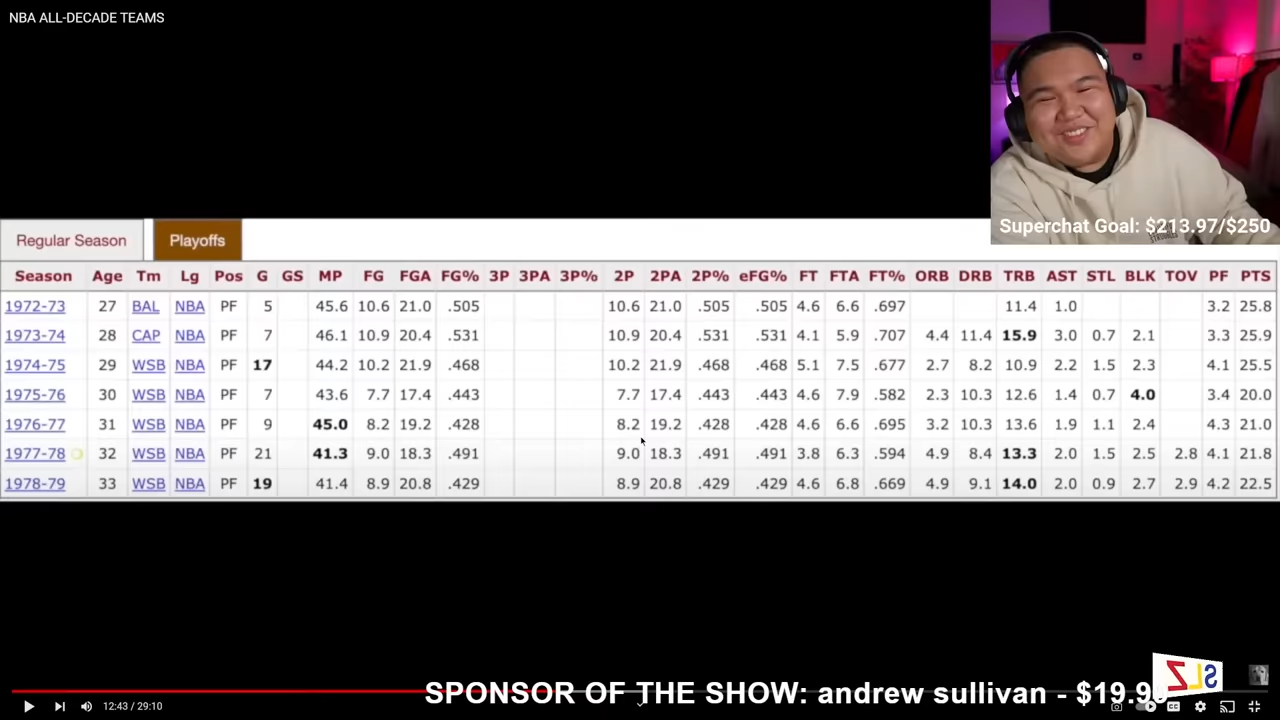 NBA ALL-DECADE TEAMS
Superchat Goal: $213.97/$250
Regular Season Playoffs
Season Age Tm Lg Pos G GS MP FG FGA FG% 3P 3PA 3P% 2P 2PA 2P% eFG% FT FTA FT% ORB DRB TRB AST STL BLK TOV PF PTS
1972-73 27 BAL NBA PF 5 45.6 10.6 21.0 .505 10.6 21.0 .505 .505 4.6 6.6 .697 11.4 1.0 3.2 25.8
1973-74 28 CAP NBA PF 7 46.1 10.9 20.4 .531 10.9 20.4 .531 .531 4.1 5.9 .707 4.4 11.4 15.9 3.0 0.7 2.1 3.3 25.9
1974-75 29 WSB NBA PF 17 44.2 10.2 21.9 .468 10.2 21.9 .468 .468 5.1 7.5 .677 2.7 8.2 10.9 2.2 1.5 2.3 4.1 25.5
1975-76 30 WSB NBA PF 7 43.6 7.7 17.4 .443 7.7 17.4 .443 .443 4.6 7.9 .582 2.3 10.3 12.6 1.4 0.7 4.0 3.4 20.0
1976-77 31 WSB NBA PF 9 45.0 8.2 19.2 .428 8.2 19.2 .428 .428 4.6 6.6 .695 3.2 10.3 13.6 1.9 1.1 2.4 4.3 21.0
1977-78 32 WSB NBA PF 21 41.3 9.0 18.3 .491 9.0 18.3 .491 .491 3.8 6.3 .594 4.9 8.4 13.3 2.0 1.5 2.5 2.8 4.1 21.8
1978-79 33 WSB NBA PF 19 41.4 8.9 20.8 .429 8.9 20.8 .429 .429 4.6 6.8 .669 4.9 9.1 14.0 2.0 0.9 2.7 2.9 4.2 22.5
SPONSOR OF THE SHOW: andrew sullivan - $19.9
12:43 / 29:10